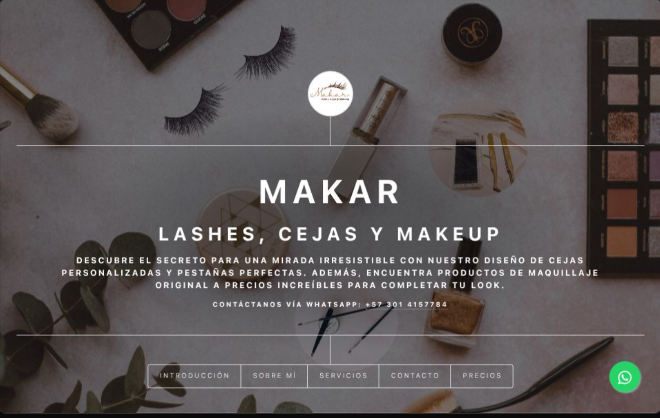 Makar
MAKAR
LASHES, CEJAS Y MAKEUP
DESCUBRE EL SECRETO PARA UNA MIRADA IRRESISTIBLE CON NUESTRO DISEÑO DE CEJAS
PERSONALIZADAS Y PESTAÑAS PERFECTAS. ADEMÁS, ENCUENTRA PRODUCTOS DE MAQUILLAJE
ORIGINAL A PRECIOS INCREÍBLES PARA COMPLETAR TU LOOK.
CONTÁCTANOS VÍA WHATSAPP: +57 301 4157784
INTRODUCCIÓN SOBRE MÍ SERVICIOS CONTACTO PRECIOS